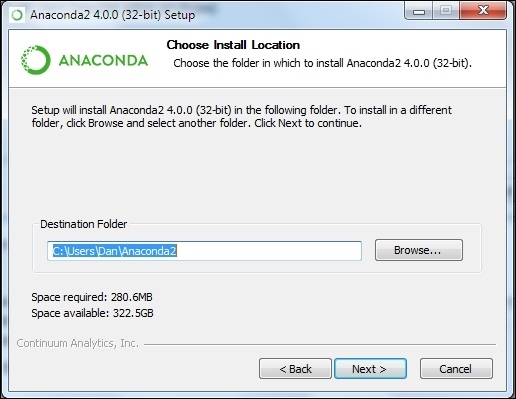 Anaconda2 4.0.0 (32-bit) Setup
Choose Install Location
Choose the folder in which to install Anaconda2 4.0.0 (32-bit).
ANACONDA
Setup will install Anaconda2 4.0.0 (32-bit) in the following folder. To install in a different
folder, click Browse and select another folder. Click Next to continue.
Destination Folder
C:\Users\Dan\Anaconda2
Browse...
Space required: 280.6MB
Space available: 322.5GB
Continuum Analytics, Inc.
< Back
Next >
Cancel